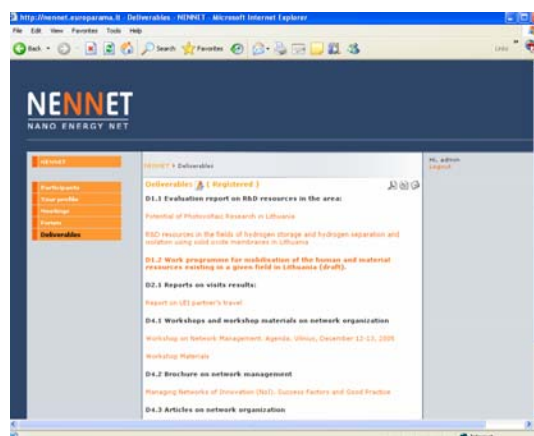 http://nennet.europarama.lt - Deliverables - NENNET - Microsoft Internet Explorer
File Edit View Favorites Tools Help
Back Search Favorites
Links
NENNET
NANO ENERGY NET
NENNET
Participants
Your profile
Meetings
Forum
Deliverables
NENNET Deliverables
Hi, admin
Logout
Deliverables ( Registered )
D1.1 Evaluation report on R&D resources in the area:
Potential of Photovoltaic Research in Lithuania
R&D resources in the fields of hydrogen storage and hydrogen separation and
isolation using solid oxide membranes in Lithuania
D1.2 Work programme for mobilisation of the human and material
resources existing in a given field in Lithuania (draft).
D2.1 Reports on visits results:
Report on LEI partner's travel
D4.1 Workshops and workshop materials on network organization
Workshop on Network Management. Agenda. Vilnius, December 12-13, 2005
Workshop Materials
D4.2 Brochure on network management
Managing Networks of Innovation (NoI). Success Factors and Good Practice
D4.3 Articles on network organization